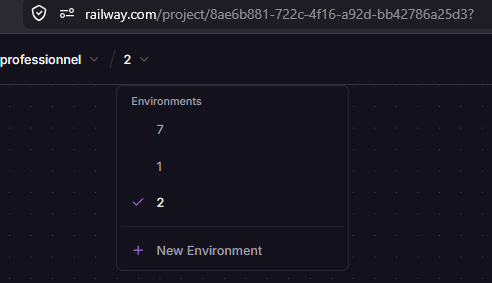 railway.com/project/8ae6b881-722c-4f16-a92d-bb42786a25d3?
professionnel / 2
Environments
7
1
2
New Environment